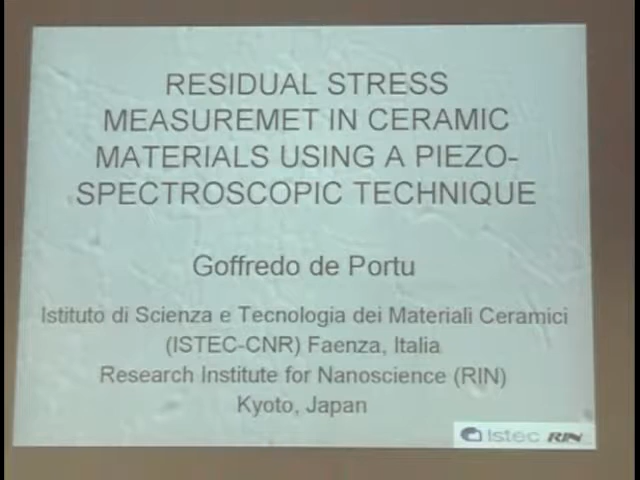 RESIDUAL STRESS
MEASUREMET IN CERAMIC
MATERIALS USING A PIEZO-
SPECTROSCOPIC TECHNIQUE
Goffredo de Portu
Istituto di Scienza e Tecnologia dei Materiali Ceramici
(ISTEC-CNR) Faenza, Italia
Research Institute for Nanoscience (RIN)
Kyoto, Japan
Istec RIN